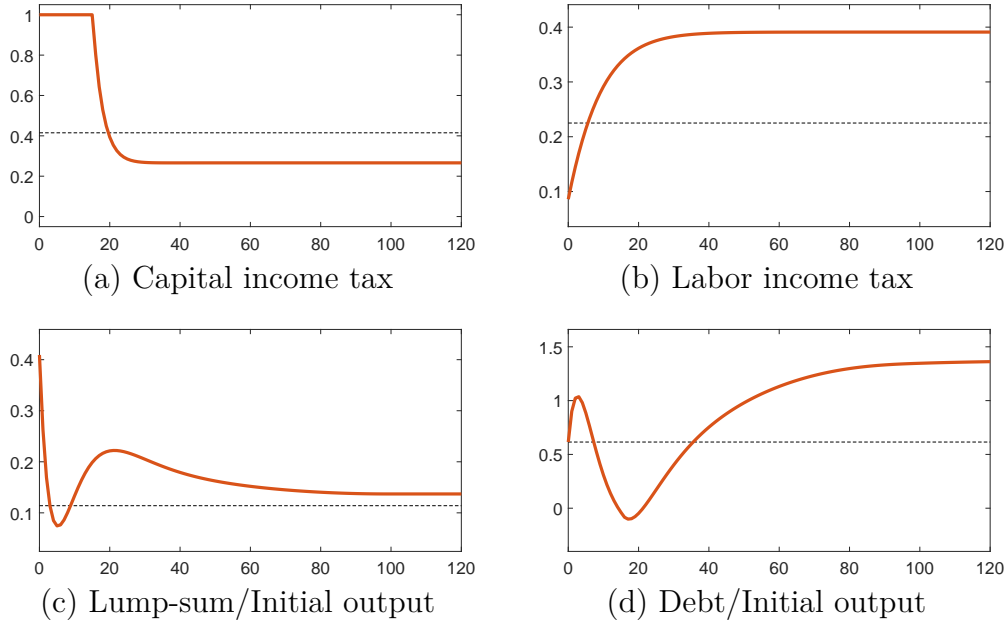 1
0.8
0.6
0.4
0.2
0
0 20 40 60 80 100 120
(a) Capital income tax
0.4
0.3
0.2
0.1
0 20 40 60 80 100 120
(b) Labor income tax
0.4
0.3
0.2
0.1
0 20 40 60 80 100 120
(c) Lump-sum/Initial output
1.5
1
0.5
0
0 20 40 60 80 100 120
(d) Debt/Initial output